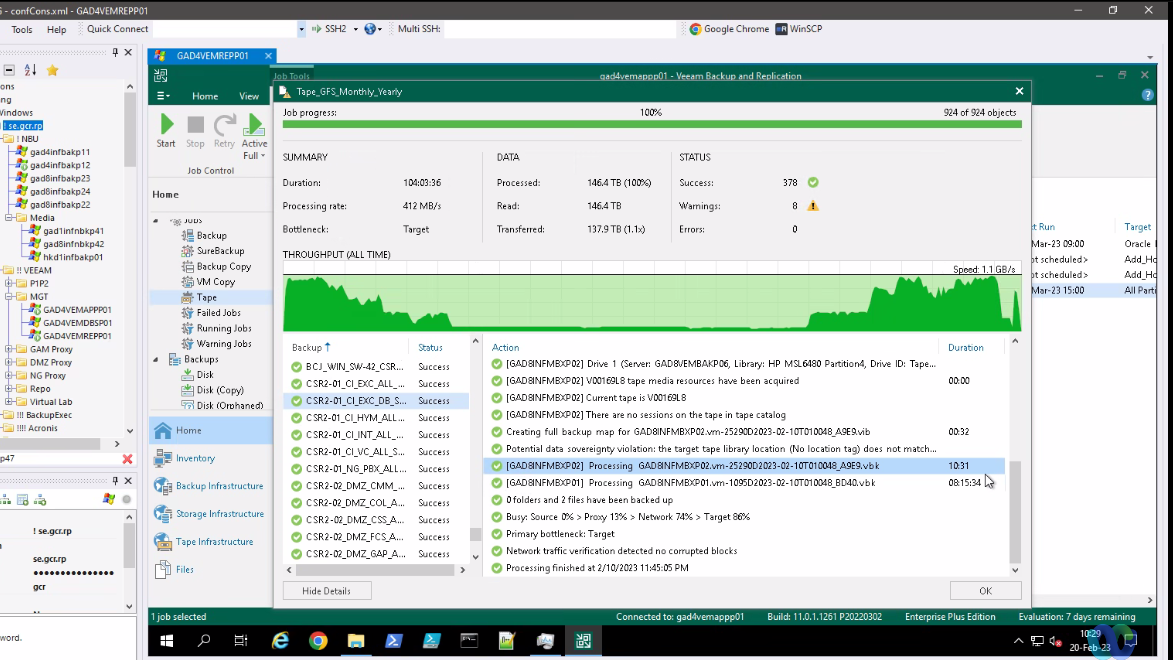 - confCons.xml - GAD4VEMREPP01
Tools Help Quick Connect SSH2 Multi SSH: Google Chrome WinSCP
GAD4VEMREPP01
Job Tools gad4vemappp01 - Veeam Backup and Replication
Home View
Start Stop Retry Active Full
Job Control
Home
Windows
! se.gcr.rp
! NBU
gad4infbakp11
gad4infbakp12
gad8infbakp23
gad8infbakp24
gad8infbakp22
Media
gad1infnbkp41
gad8infnbkp42
hkd1infbakp01
!! VEEAM
P1P2
MGT
GAD4VEMAPPP01
GAD4VEMDBSP01
GAD4VEMREPP01
GAM Proxy
DMZ Proxy
NG Proxy
Repo
Virtual Lab
!!! BackupExec
!!!! Acronis
p47
! se.gcr.rp
se.gcr.rp
●●●●●●●●●●●●●●●
gcr
word.
Jobs
Backup
SureBackup
Backup Copy
VM Copy
Tape
Failed Jobs
Running Jobs
Warning Jobs
Backups
Disk
Disk (Copy)
Disk (Orphaned)
Home
Inventory
Backup Infrastructure
Storage Infrastructure
Tape Infrastructure
Files
Tape_GFS_Monthly_Yearly
Job progress: 100% 924 of 924 objects
SUMMARY DATA STATUS
Duration: 104:03:36 Processed: 146.4 TB (100%) Success: 378
Processing rate: 412 MB/s Read: 146.4 TB Warnings: 8
Bottleneck: Target Transferred: 137.9 TB (1.1x) Errors: 0
THROUGHPUT (ALL TIME)
Speed: 1.1 GB/s
Backup Status
BCJ_WIN_SW-42_CSR... Success
CSR2-01_CI_EXC_ALL_... Success
CSR2-01_CI_EXC_DB_S... Success
CSR2-01_CI_HYM_ALL... Success
CSR2-01_CI_INT_ALL_... Success
CSR2-01_CI_VC_ALL_S... Success
CSR2-01_NG_PBX_ALL... Success
CSR2-02_DMZ_CMM_... Success
CSR2-02_DMZ_COL_A... Success
CSR2-02_DMZ_CSS_A... Success
CSR2-02_DMZ_FCS_A... Success
CSR2-02_DMZ_GAP_A... Success
Action Duration
[GAD8INFMBXP02] Drive 1 (Server: GAD8VEMBAKP06, Library: HP MSL6480 Partition4, Drive ID: Tape...
[GAD8INFMBXP02] V00169L8 tape media resources have been acquired 00:00
[GAD8INFMBXP02] Current tape is V00169L8
[GAD8INFMBXP02] There are no sessions on the tape in tape catalog
Creating full backup map for GAD8INFMBXP02.vm-25290D2023-02-10T010048_A9E9.vib 00:32
Potential data sovereignty violation: the target tape library location (No location tag) does not match...
[GAD8INFMBXP02] Processing GAD8INFMBXP02.vm-25290D2023-02-10T010048_A9E9.vbk 10:31
[GAD8INFMBXP01] Processing GAD8INFMBXP01.vm-1095D2023-02-10T010048_BD40.vbk 08:15:34
0 folders and 2 files have been backed up
Busy: Source 0% > Proxy 13% > Network 74% > Target 86%
Primary bottleneck: Target
Network traffic verification detected no corrupted blocks
Processing finished at 2/10/2023 11:45:05 PM
Hide Details OK
xt Run Target
Mar-23 09:00 Oracle
ot scheduled> Add_Ho
ot scheduled> Add_Ho
Mar-23 15:00 All Parti
1 job selected Connected to: gad4vemappp01 Build: 11.0.1.1261 P20220302 Enterprise Plus Edition Evaluation: 7 days remaining
10:29
20-Feb-23